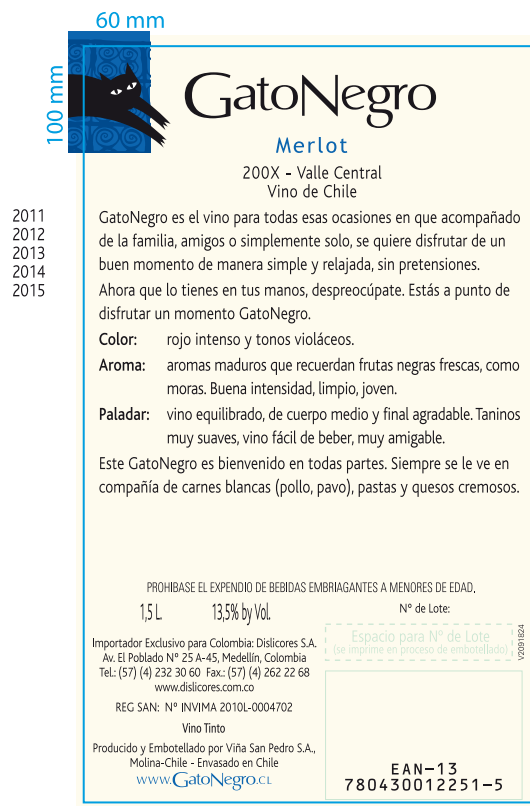 60 mm
100 mm
GatoNegro
Merlot
200X - Valle Central
Vino de Chile
2011
2012
2013
2014
2015
GatoNegro es el vino para todas esas ocasiones en que acompañado
de la familia, amigos o simplemente solo, se quiere disfrutar de un
buen momento de manera simple y relajada, sin pretensiones.
Ahora que lo tienes en tus manos, despreocúpate. Estás a punto de
disfrutar un momento GatoNegro.
Color: rojo intenso y tonos violáceos.
Aroma: aromas maduros que recuerdan frutas negras frescas, como
moras. Buena intensidad, limpio, joven.
Paladar: vino equilibrado, de cuerpo medio y final agradable. Taninos
muy suaves, vino fácil de beber, muy amigable.
Este GatoNegro es bienvenido en todas partes. Siempre se le ve en
compañía de carnes blancas (pollo, pavo), pastas y quesos cremosos.
PROHIBASE EL EXPENDIO DE BEBIDAS EMBRIAGANTES A MENORES DE EDAD.
1,5 L. 13,5% by Vol.
N° de Lote:
Espacio para N° de Lote
(se imprime en proceso de embotellado)
V2091824
Importador Exclusivo para Colombia: Dislicores S.A.
Av. El Poblado N° 25 A-45, Medellín, Colombia
Tel.: (57) (4) 232 30 60 Fax.: (57) (4) 262 22 68
www.dislicores.com.co
REG SAN: N° INVIMA 2010L-0004702
Vino Tinto
Producido y Embotellado por Viña San Pedro S.A.,
Molina-Chile - Envasado en Chile
WWW.GatoNegro.CL
EAN-13
780430012251-5